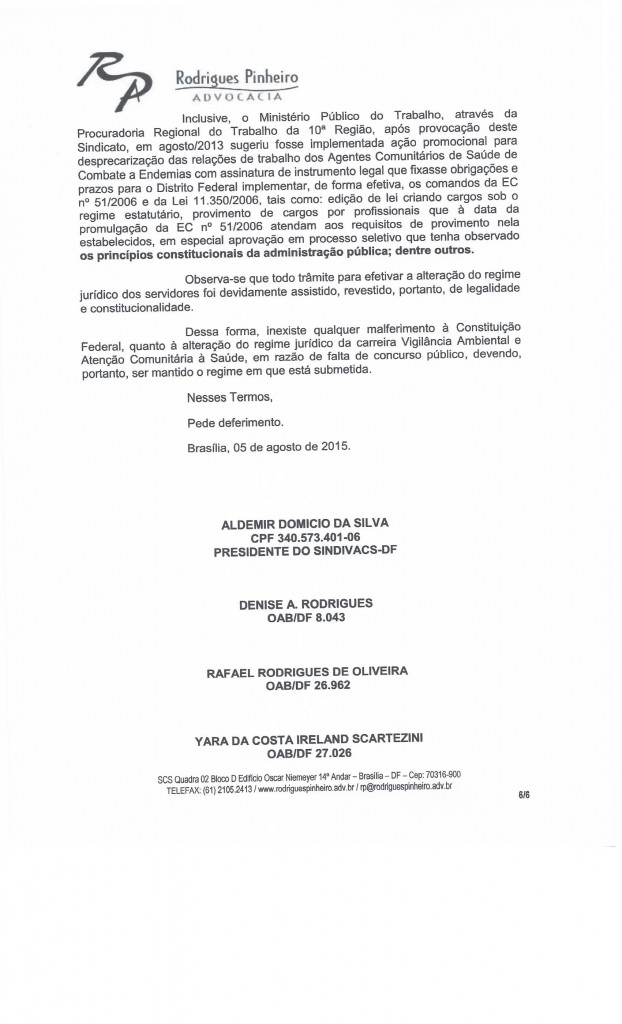 RP Rodrigues Pinheiro
ADVOCACIA
Inclusive, o Ministério Público do Trabalho, através da
Procuradoria Regional do Trabalho da 10ª Região, após provocação deste
Sindicato, em agosto/2013 sugeriu fosse implementada ação promocional para
desprecarização das relações de trabalho dos Agentes Comunitários de Saúde de
Combate a Endemias com assinatura de instrumento legal que fixasse obrigações e
prazos para o Distrito Federal implementar, de forma efetiva, os comandos da EC
nº 51/2006 e da Lei 11.350/2006, tais como: edição de lei criando cargos sob o
regime estatutário, provimento de cargos por profissionais que à data da
promulgação da EC nº 51/2006 atendam aos requisitos de provimento nela
estabelecidos, em especial aprovação em processo seletivo que tenha observado
os princípios constitucionais da administração pública; dentre outros.
Observa-se que todo trâmite para efetivar a alteração do regime
jurídico dos servidores foi devidamente assistido, revestido, portanto, de legalidade
e constitucionalidade.
Dessa forma, inexiste qualquer malferimento à Constituição
Federal, quanto à alteração do regime jurídico da carreira Vigilância Ambiental e
Atenção Comunitária à Saúde, em razão de falta de concurso público, devendo,
portanto, ser mantido o regime em que está submetida.
Nesses Termos,
Pede deferimento.
Brasília, 05 de agosto de 2015.
ALDEMIR DOMICIO DA SILVA
CPF 340.573.401-06
PRESIDENTE DO SINDIVACS-DF
DENISE A. RODRIGUES
OAB/DF 8.043
RAFAEL RODRIGUES DE OLIVEIRA
OAB/DF 26.962
YARA DA COSTA IRELAND SCARTEZINI
OAB/DF 27.026
SCS Quadra 02 Bloco D Edifício Oscar Niemeyer 14º Andar – Brasília – DF – Cep: 70316-900
TELEFAX: (61) 2105.2413 / www.rodriguespinheiro.adv.br / rp@rodriguespinheiro.adv.br
6/6